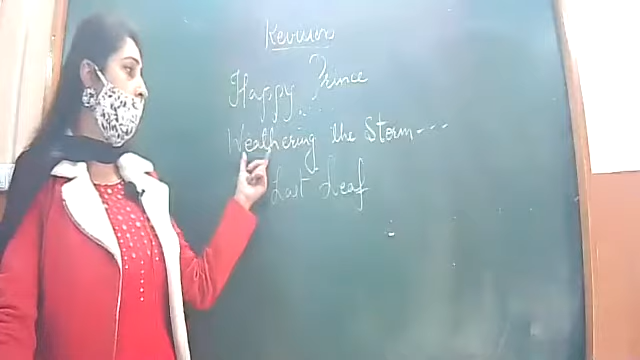 Revision
Happy Prince
Weathering the Storm---
Last Leaf